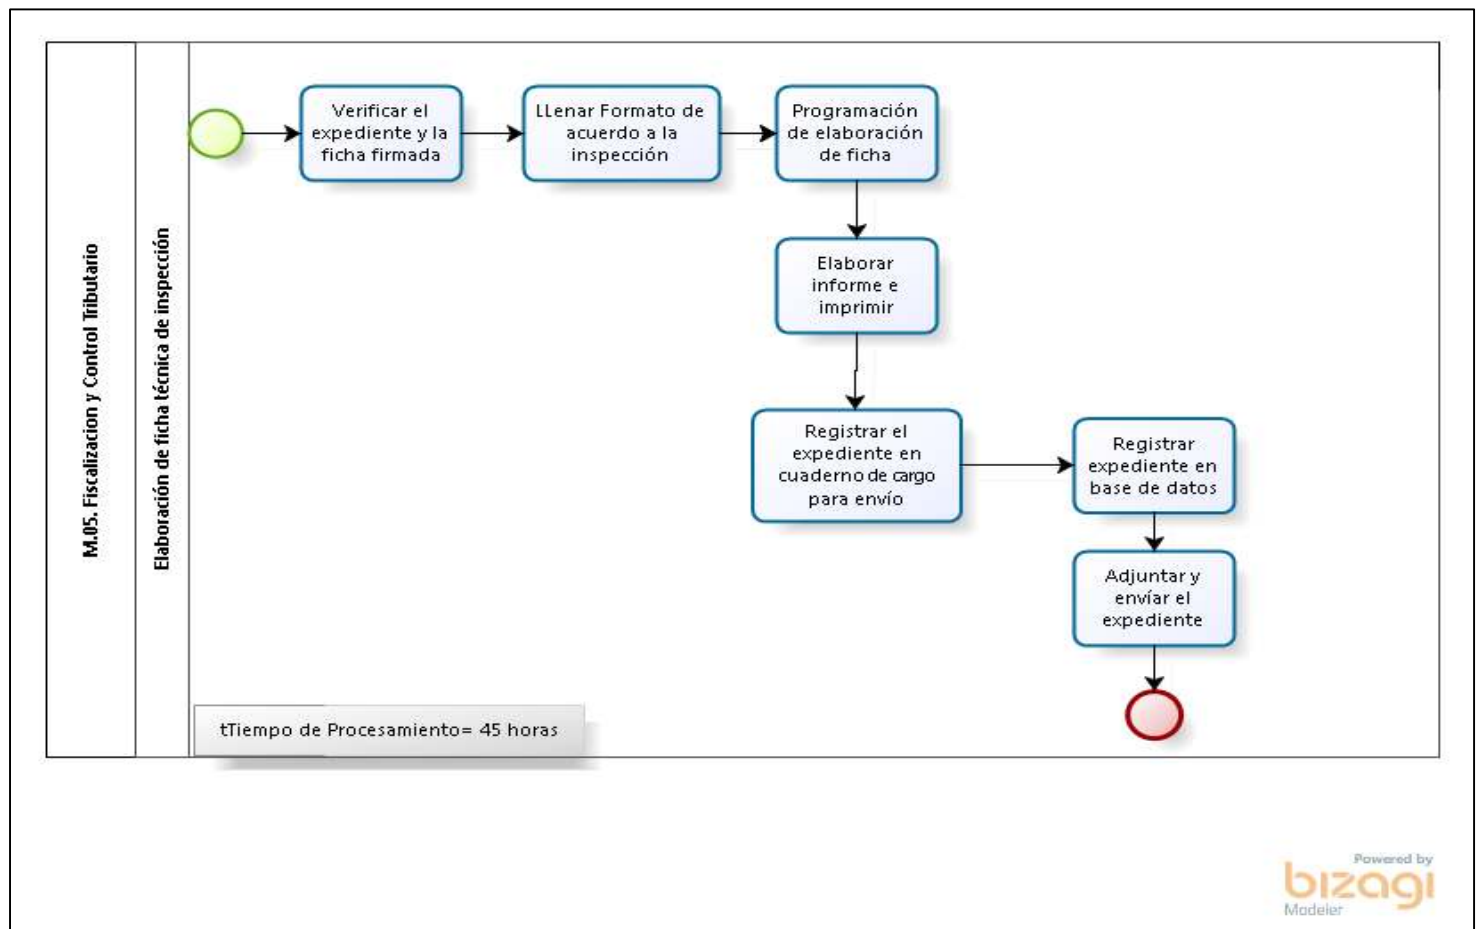 M.05. Fiscalizacion y Control Tributario
Elaboración de ficha técnica de inspección
Verificar el
expediente y la
ficha firmada
LLenar Formato de
acuerdo a la
inspección
Programación
de elaboración
de ficha
Elaborar
informe e
imprimir
Registrar el
expediente en
cuaderno de cargo
para envío
Registrar
expediente en
base de datos
Adjuntar y
envíar el
expediente
tTiempo de Procesamiento= 45 horas
Powered by
bizagi
Modeler